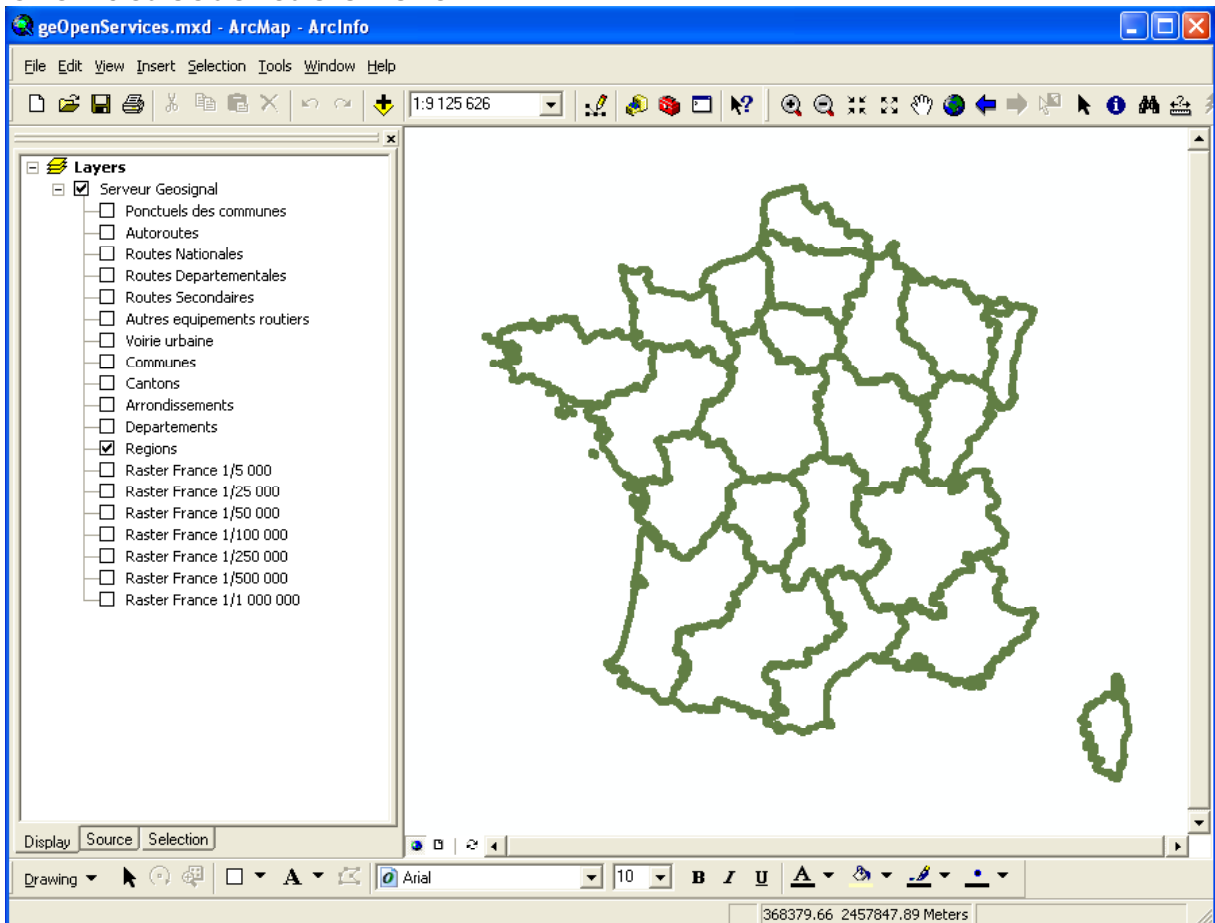 geOpenServices.mxd - ArcMap - ArcInfo
File Edit View Insert Selection Tools Window Help
1:9 125 626
Layers
Serveur Geosignal
Ponctuels des communes
Autoroutes
Routes Nationales
Routes Departementales
Routes Secondaires
Autres equipements routiers
Voirie urbaine
Communes
Cantons
Arrondissements
Departements
Regions
Raster France 1/5 000
Raster France 1/25 000
Raster France 1/50 000
Raster France 1/100 000
Raster France 1/250 000
Raster France 1/500 000
Raster France 1/1 000 000
Display Source Selection
Drawing A Arial 10 B I U A
368379.66 2457847.89 Meters